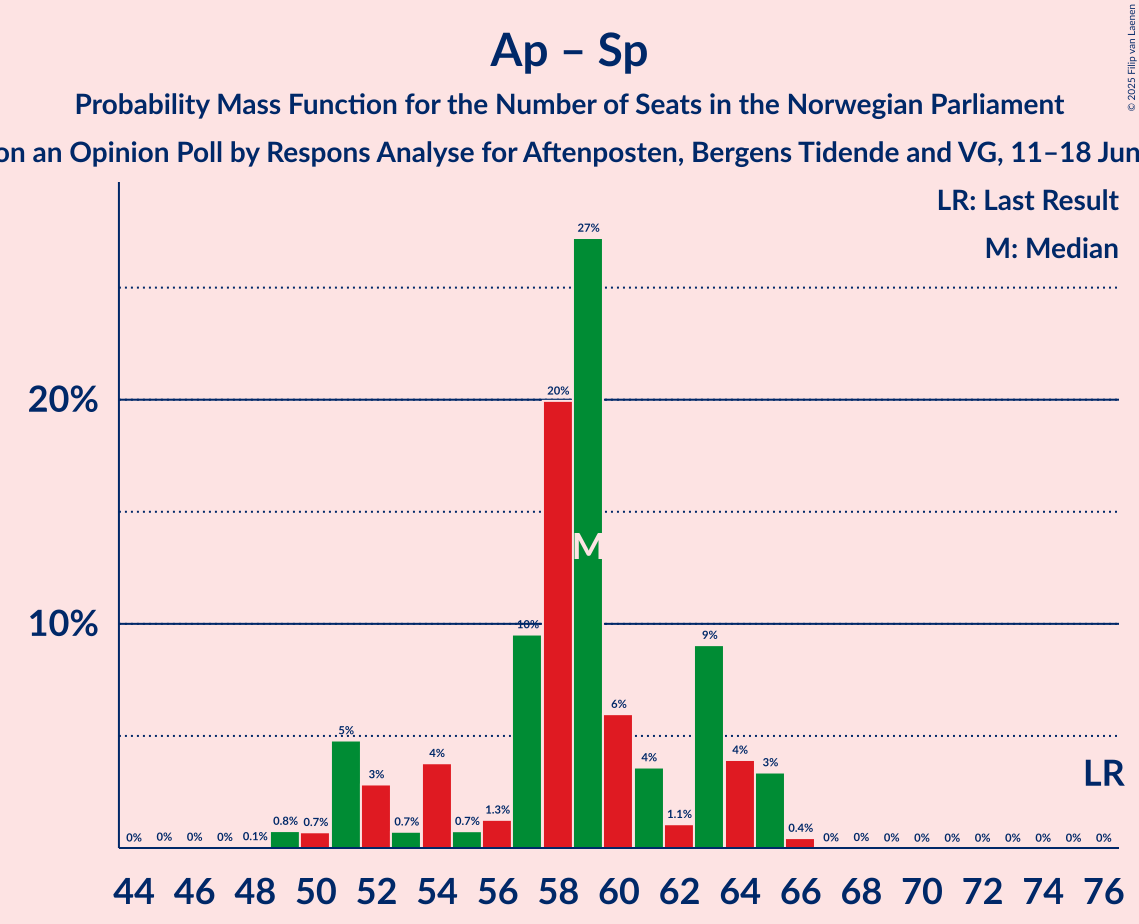 Ap – Sp
Probability Mass Function for the Number of Seats in the Norwegian Parliament
on an Opinion Poll by Respons Analyse for Aftenposten, Bergens Tidende and VG, 11–18 Jun
© 2025 Filip van Laenen
LR: Last Result
M: Median
27%
20%
20%
M
10%
10%
9%
6%
5%
4%
4%
4%
3%
3%
LR
0% 0% 0% 0% 0.1% 0.8% 0.7% 0.7% 0.7% 1.3% 1.1% 0.4% 0% 0% 0% 0% 0% 0% 0% 0% 0% 0%
44 46 48 50 52 54 56 58 60 62 64 66 68 70 72 74 76